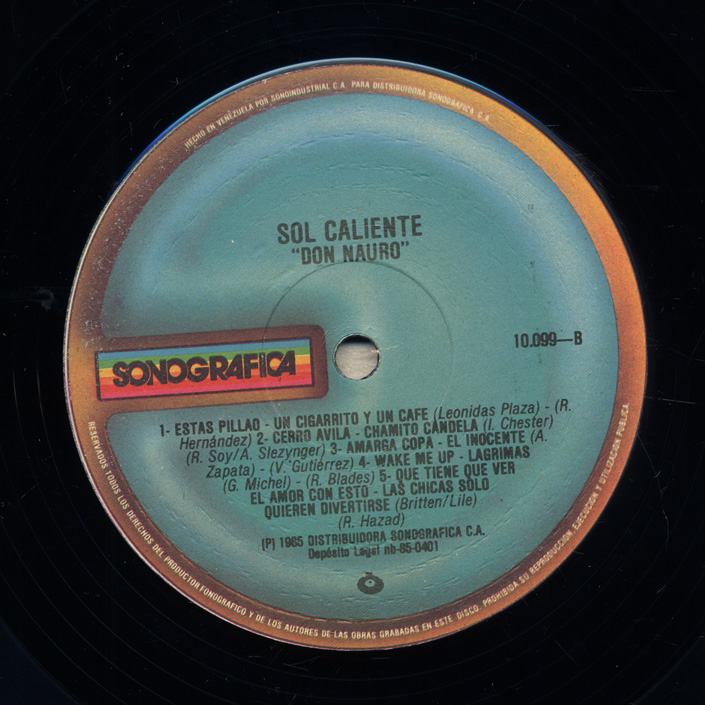 HECHO EN VENEZUELA POR SONOINDUSTRIAL C.A. PARA DISTRIBUIDORA SONOGRAFICA C.A.
SOL CALIENTE
"DON NAURO"
10.099—B
SONOGRAFICA
1- ESTAS PILLAO - UN CIGARRITO Y UN CAFE (Leonidas Plaza) - (R.
Hernández) 2- CERRO AVILA - CHAMITO CANDELA (I. Chester)
(R. Soy/A. Slezynger) 3- AMARGA COPA - EL INOCENTE (A.
Zapata) - (V. Gutiérrez) 4- WAKE ME UP - LAGRIMAS
(G. Michel) - (R. Blades) 5- QUE TIENE QUE VER
EL AMOR CON ESTO - LAS CHICAS SOLO
QUIEREN DIVERTIRSE (Britten/Lile)
(R. Hazad)
(P) 1985 DISTRIBUIDORA SONOGRAFICA C.A.
Depósito Legal nb-85-0401
RESERVADOS TODOS LOS DERECHOS DEL PRODUCTOR FONOGRAFICO Y DE LOS AUTORES DE LAS OBRAS GRABADAS EN ESTE DISCO. PROHIBIDA SU REPRODUCCION EJECUCION Y UTILIZACION PUBLICA.